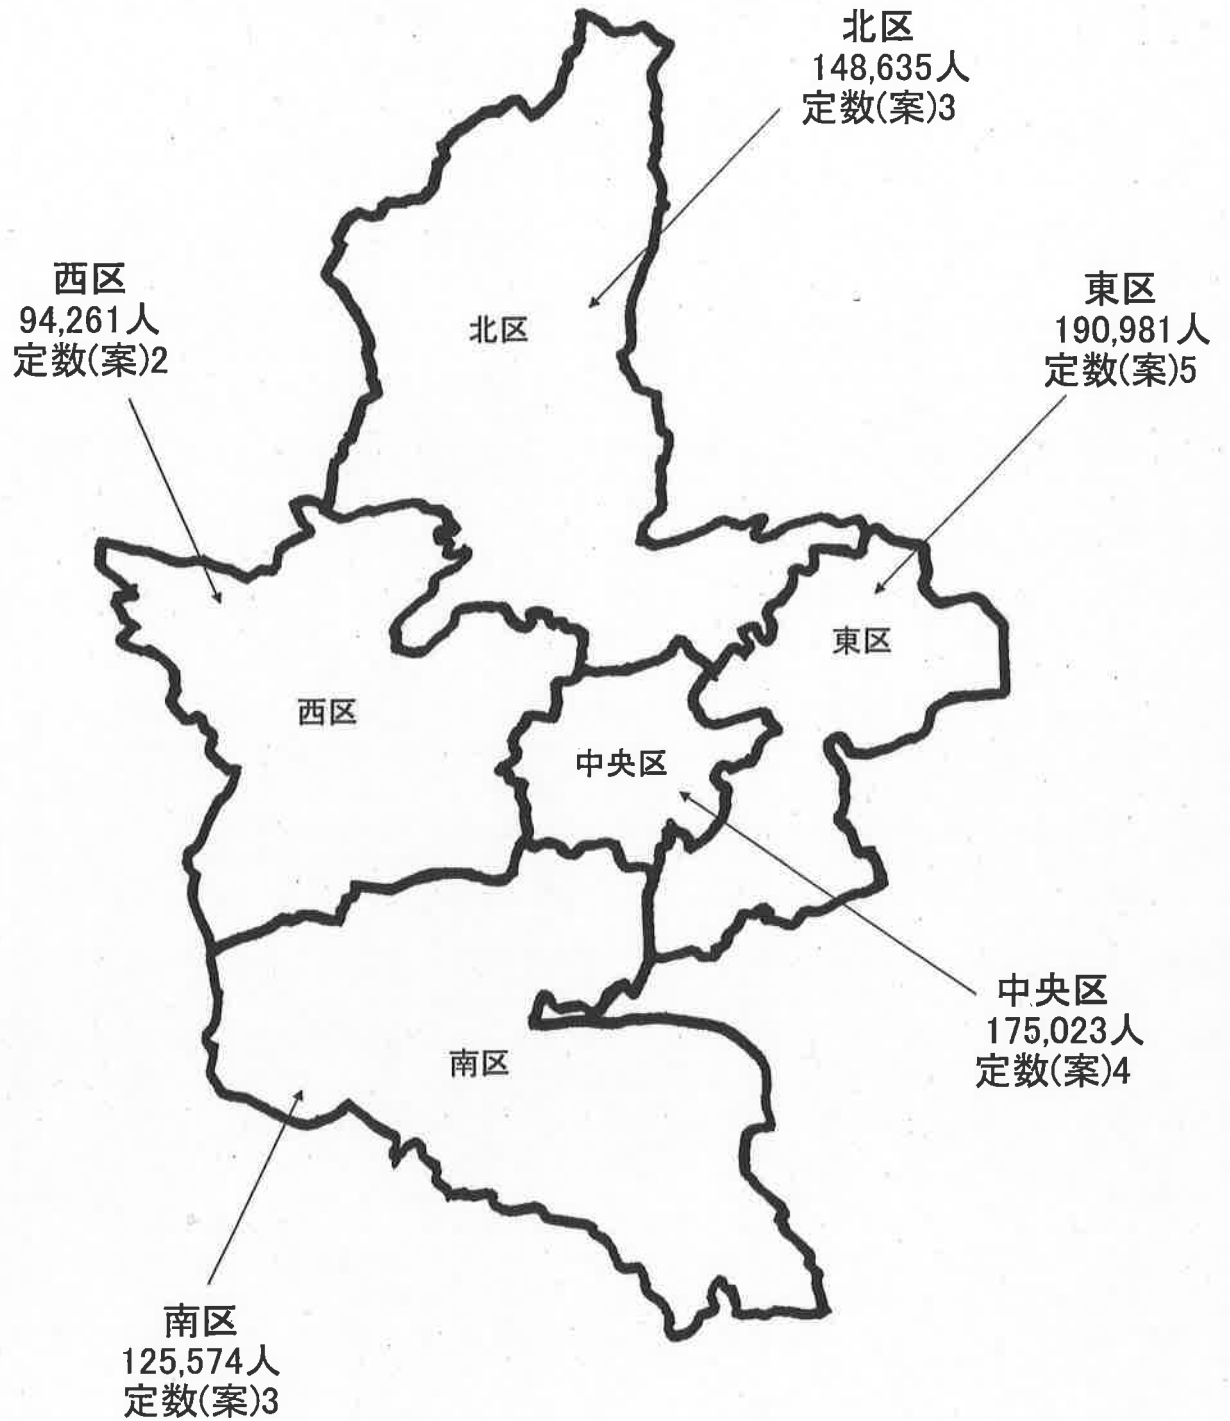 北区
148,635人
定数(案)3
西区
94,261人
定数(案)2
東区
190,981人
定数(案)5
北区
東区
西区
中央区
南区
中央区
175,023人
定数(案)4
南区
125,574人
定数(案)3